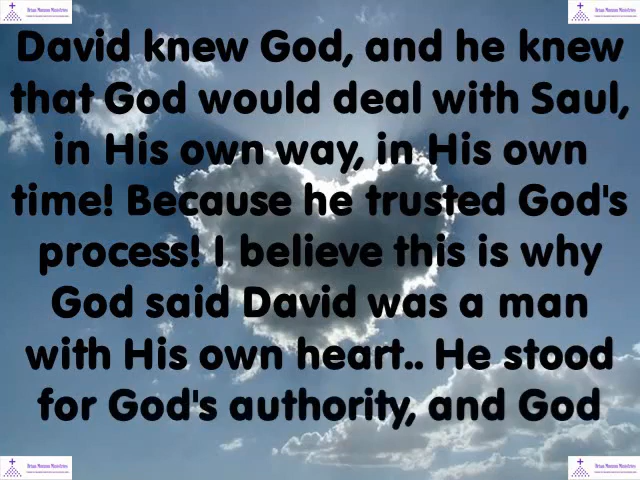 David knew God, and he knew
that God would deal with Saul,
in His own way, in His own
time! Because he trusted God's
process! I believe this is why
God said David was a man
with His own heart.. He stood
for God's authority, and God